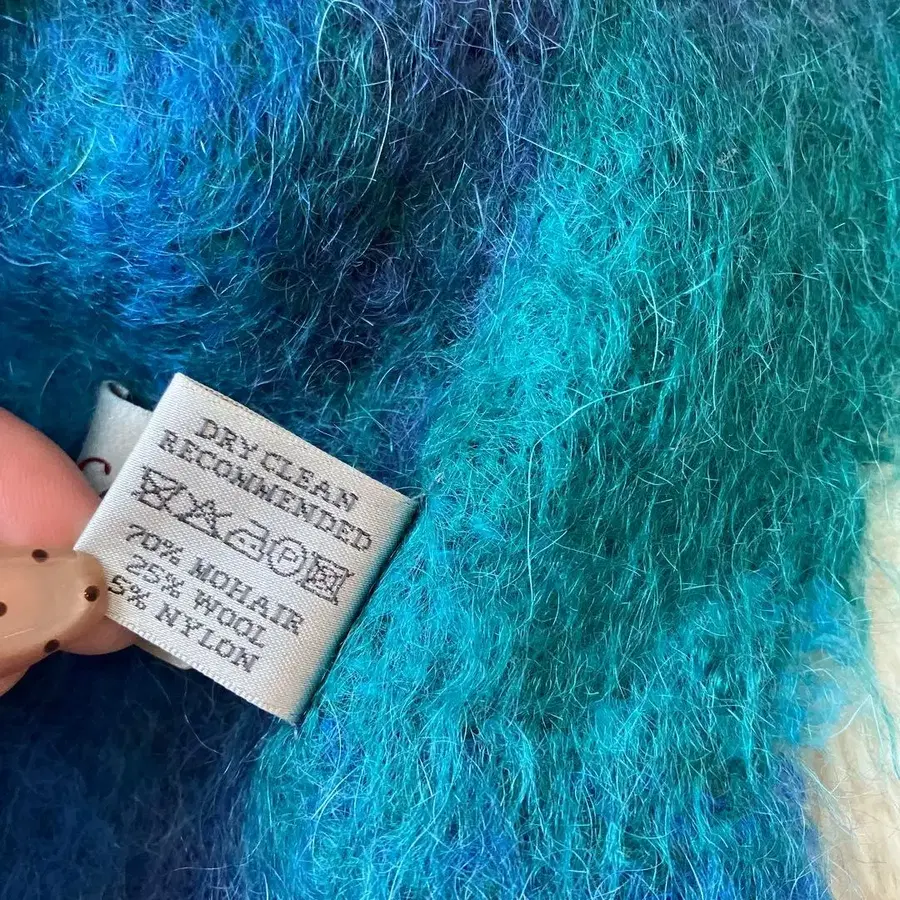 DRY CLEAN
RECOMMENDED
70% MOHAIR
25% WOOL
5% NYLON